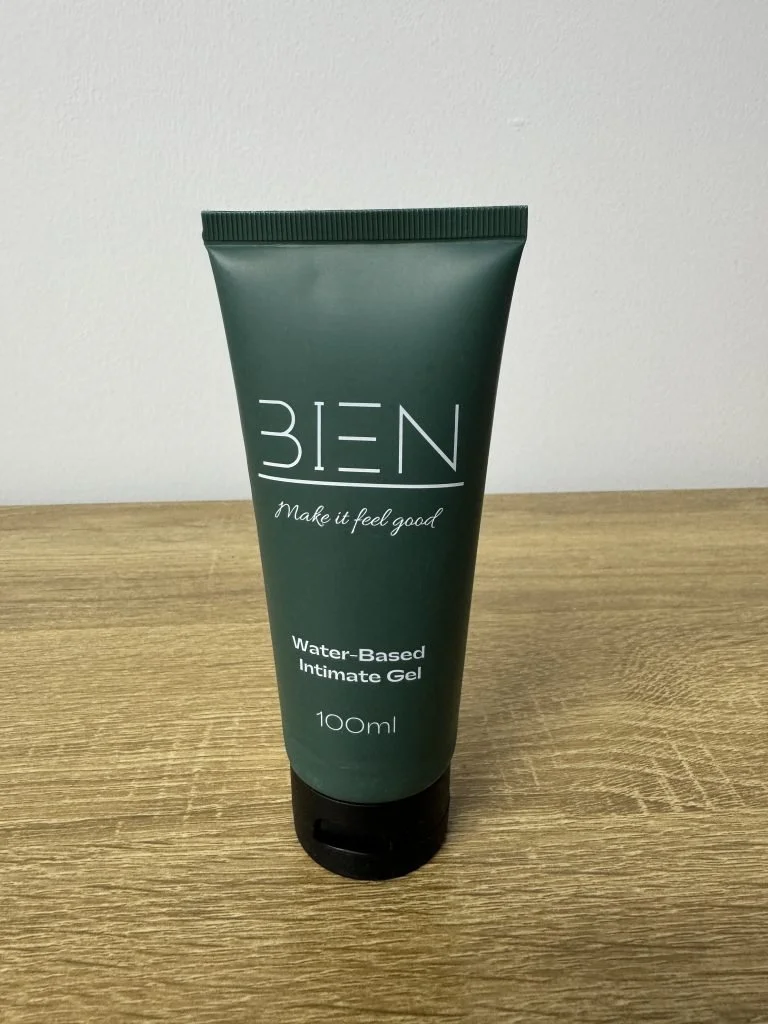 BIEN
Make it feel good
Water-Based
Intimate Gel
100ml